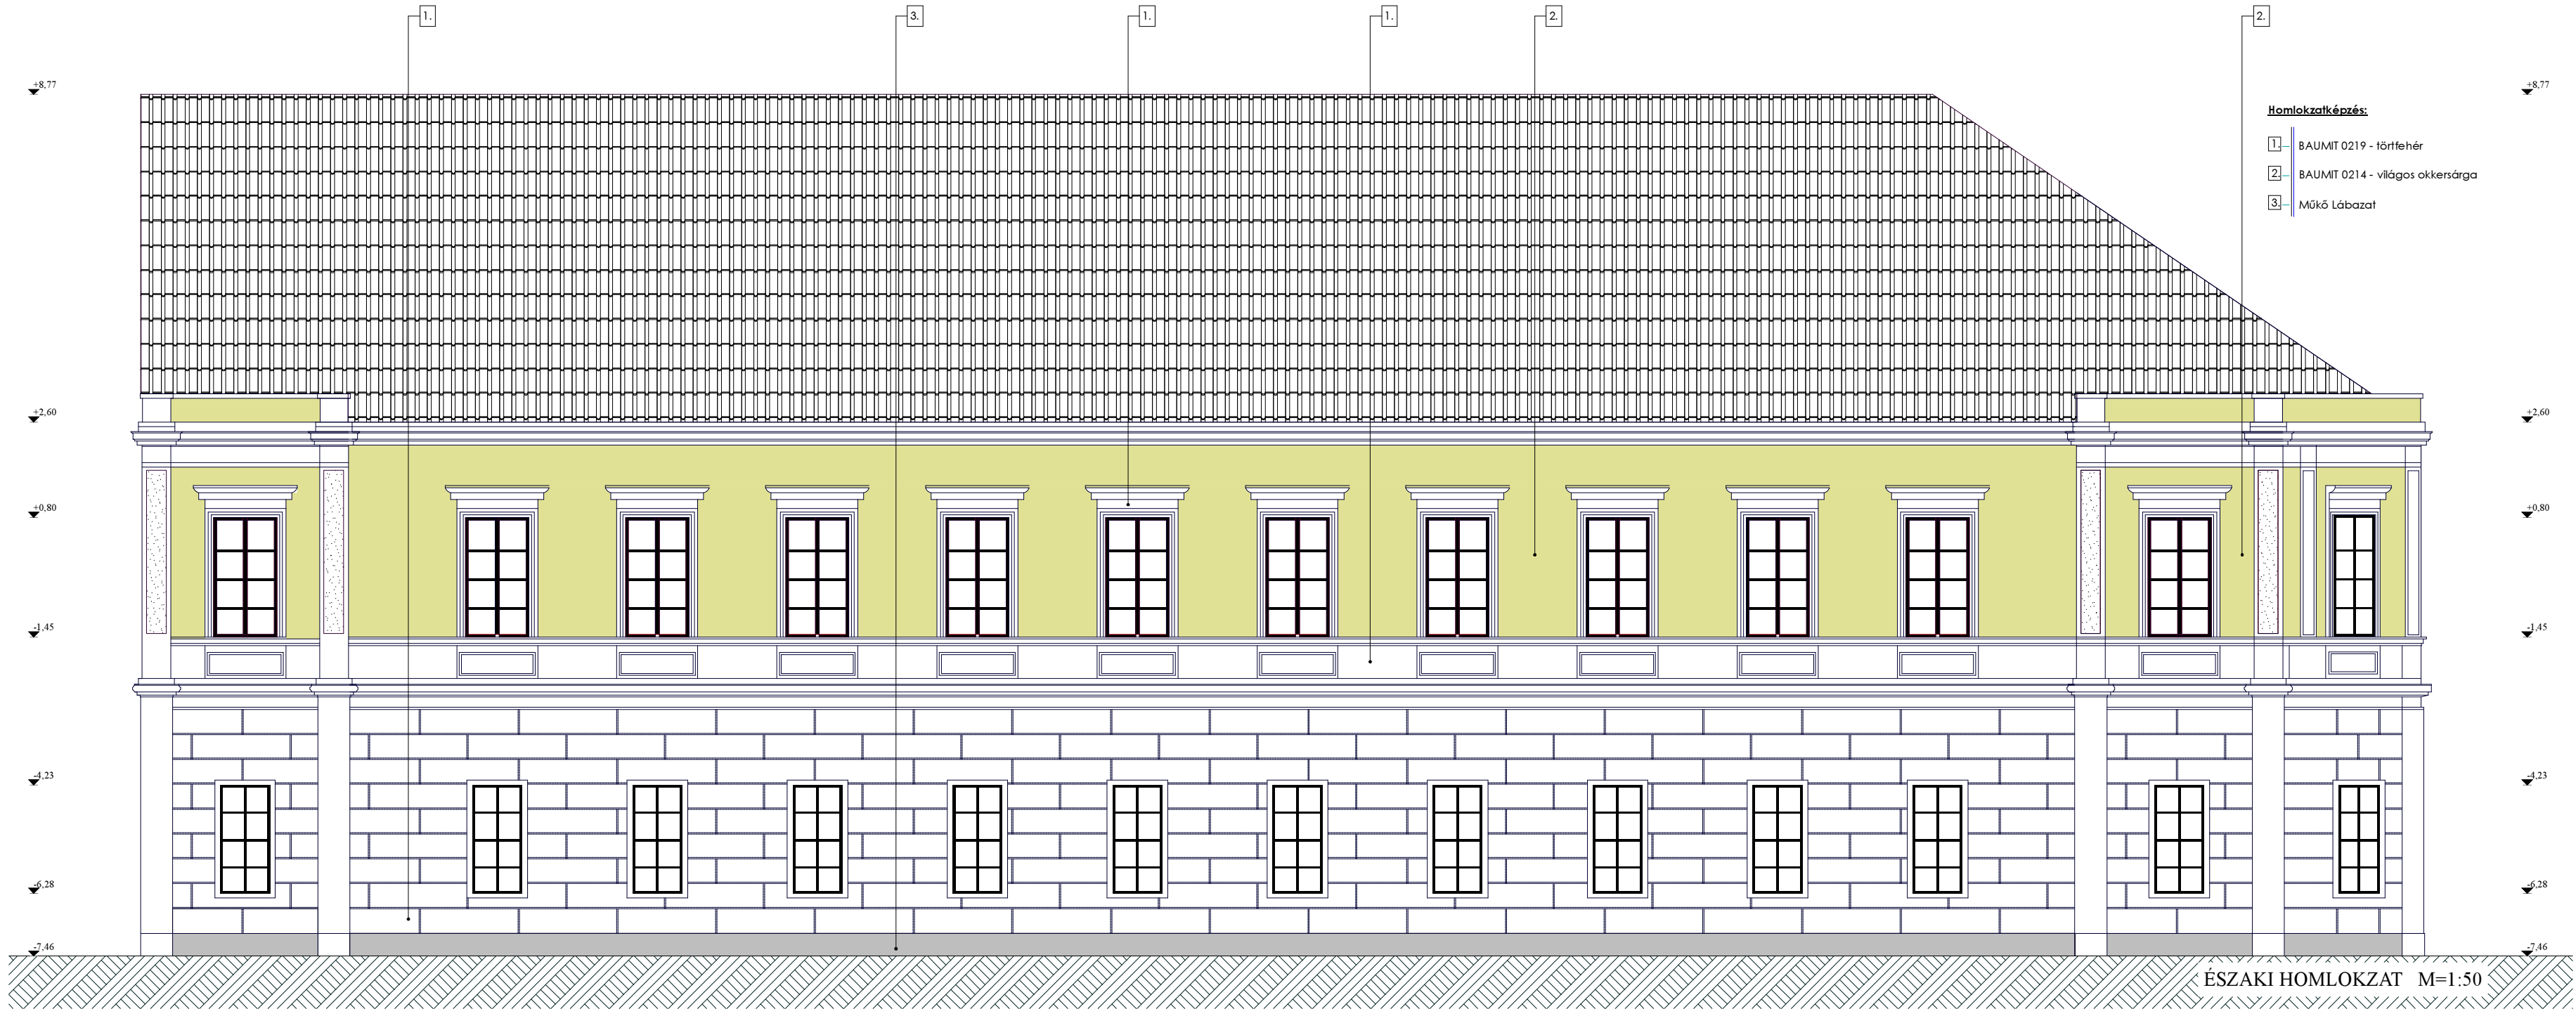 1. 3. 1. 1. 2. 2.
+8,77 +8,77
Homlokzatképzés:
1. BAUMIT 0219 - törtfehér
2. BAUMIT 0214 - világos okkersárga
3. Műkő Lábazat
+2,60 +2,60
+0,80 +0,80
-1,45 -1,45
-4,23 -4,23
-6,28 -6,28
-7,46 -7,46
ÉSZAKI HOMLOKZAT M=1:50